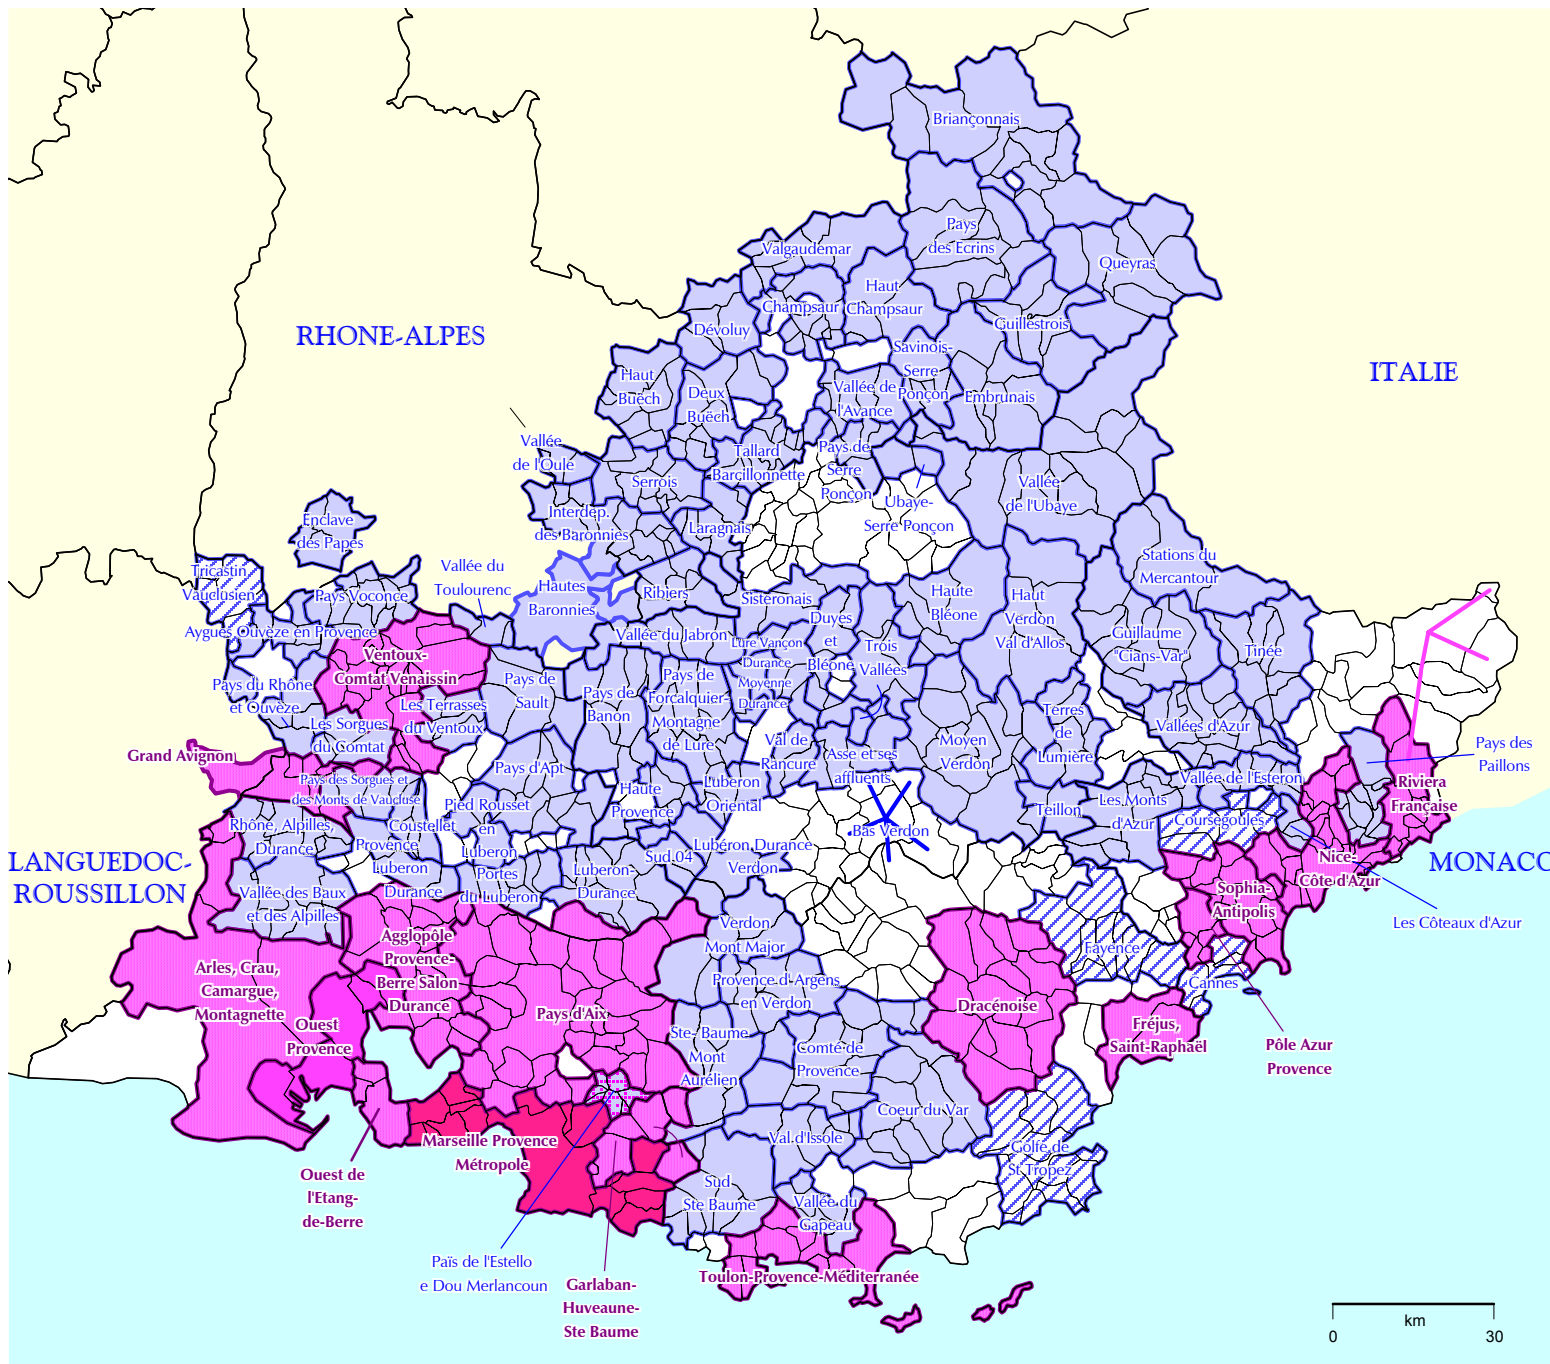 Briançonnais
Pays
des Ecrins
Valgaudemar
Queyras
Haut
Champsaur
Champsaur
Guillestrois
Dévoluy
RHONE-ALPES
ITALIE
Savinois-
Serre
Ponçon
Haut
Buëch
Deux
Buëch
Vallée de
l'Avance
Embrunais
Vallée
de l'Oule
Tallard
Barcillonnette
Pays de
Serre
Ponçon
Serrois
Vallée
de l'Ubaye
Ubaye-
Serre Ponçon
Interdep.
des Baronnies
Laragnais
Enclave
des Papes
Stations du
Mercantour
Tricastin
Vauclusien
Vallée du
Toulourenc
Hautes
Baronnies
Pays Voconce
Ribiers
Sisteronais
Haute
Bléone
Haut
Verdon
Val d'Allos
Duyes
et
Bléone
Aygues Ouvèze en Provence
Vallée du Jabron
Lure Vançon
Durance
Moyenne
Durance
Trois
Vallées
Guillaume
"Cians-Var"
Tinée
Ventoux-
Comtat Venaissin
Pays du Rhône
et Ouvèze
Pays de
Sault
Pays de
Banon
Pays de
Forcalquier-
Montagne
de Lure
Les Terrasses
du Ventoux
Les Sorgues
du Comtat
Terres
de
Lumière
Vallées d'Azur
Val de
Rancure
Moyen
Verdon
Asse et ses
affluents
Grand Avignon
Pays des
Paillons
Pays d'Apt
Pays des Sorgues et
des Monts de Vaucluse
Luberon
Oriental
Haute
Provence
Vallée de l'Esteron
Riviera
Française
Pied Rousset
en
Luberon
Teillon
Les Monts
d'Azur
Coursegoules
Rhône, Alpilles,
Durance
Coustellet
Provence
Luberon
Durance
Bas Verdon
Lubéron Durance
Verdon
Sud 04
LANGUEDOC-
ROUSSILLON
MONACO
Nice-
Côte d'Azur
Portes
du Luberon
Luberon-
Durance
Vallée des Baux
et des Alpilles
Sophia-
Antipolis
Les Côteaux d'Azur
Verdon
Mont Major
Agglopôle
Provence-
Berre Salon
Durance
Fayence
Arles, Crau,
Camargue,
Montagnette
Provence d'Argens
en Verdon
Cannes
Dracénoise
Pays d'Aix
Ouest
Provence
Fréjus,
Saint-Raphaël
Pôle Azur
Provence
Ste- Baume
Mont
Aurélien
Comté de
Provence
Coeur du Var
Marseille Provence
Métropole
Val d'Issole
Golfe de
St Tropez
Ouest de
l'Etang-
de-Berre
Sud
Ste Baume
Vallée du
Gapeau
Païs de l'Estello
e Dou Merlancoun
Toulon-Provence-Méditerranée
Garlaban-
Huveaune-
Ste Baume
km
0 30